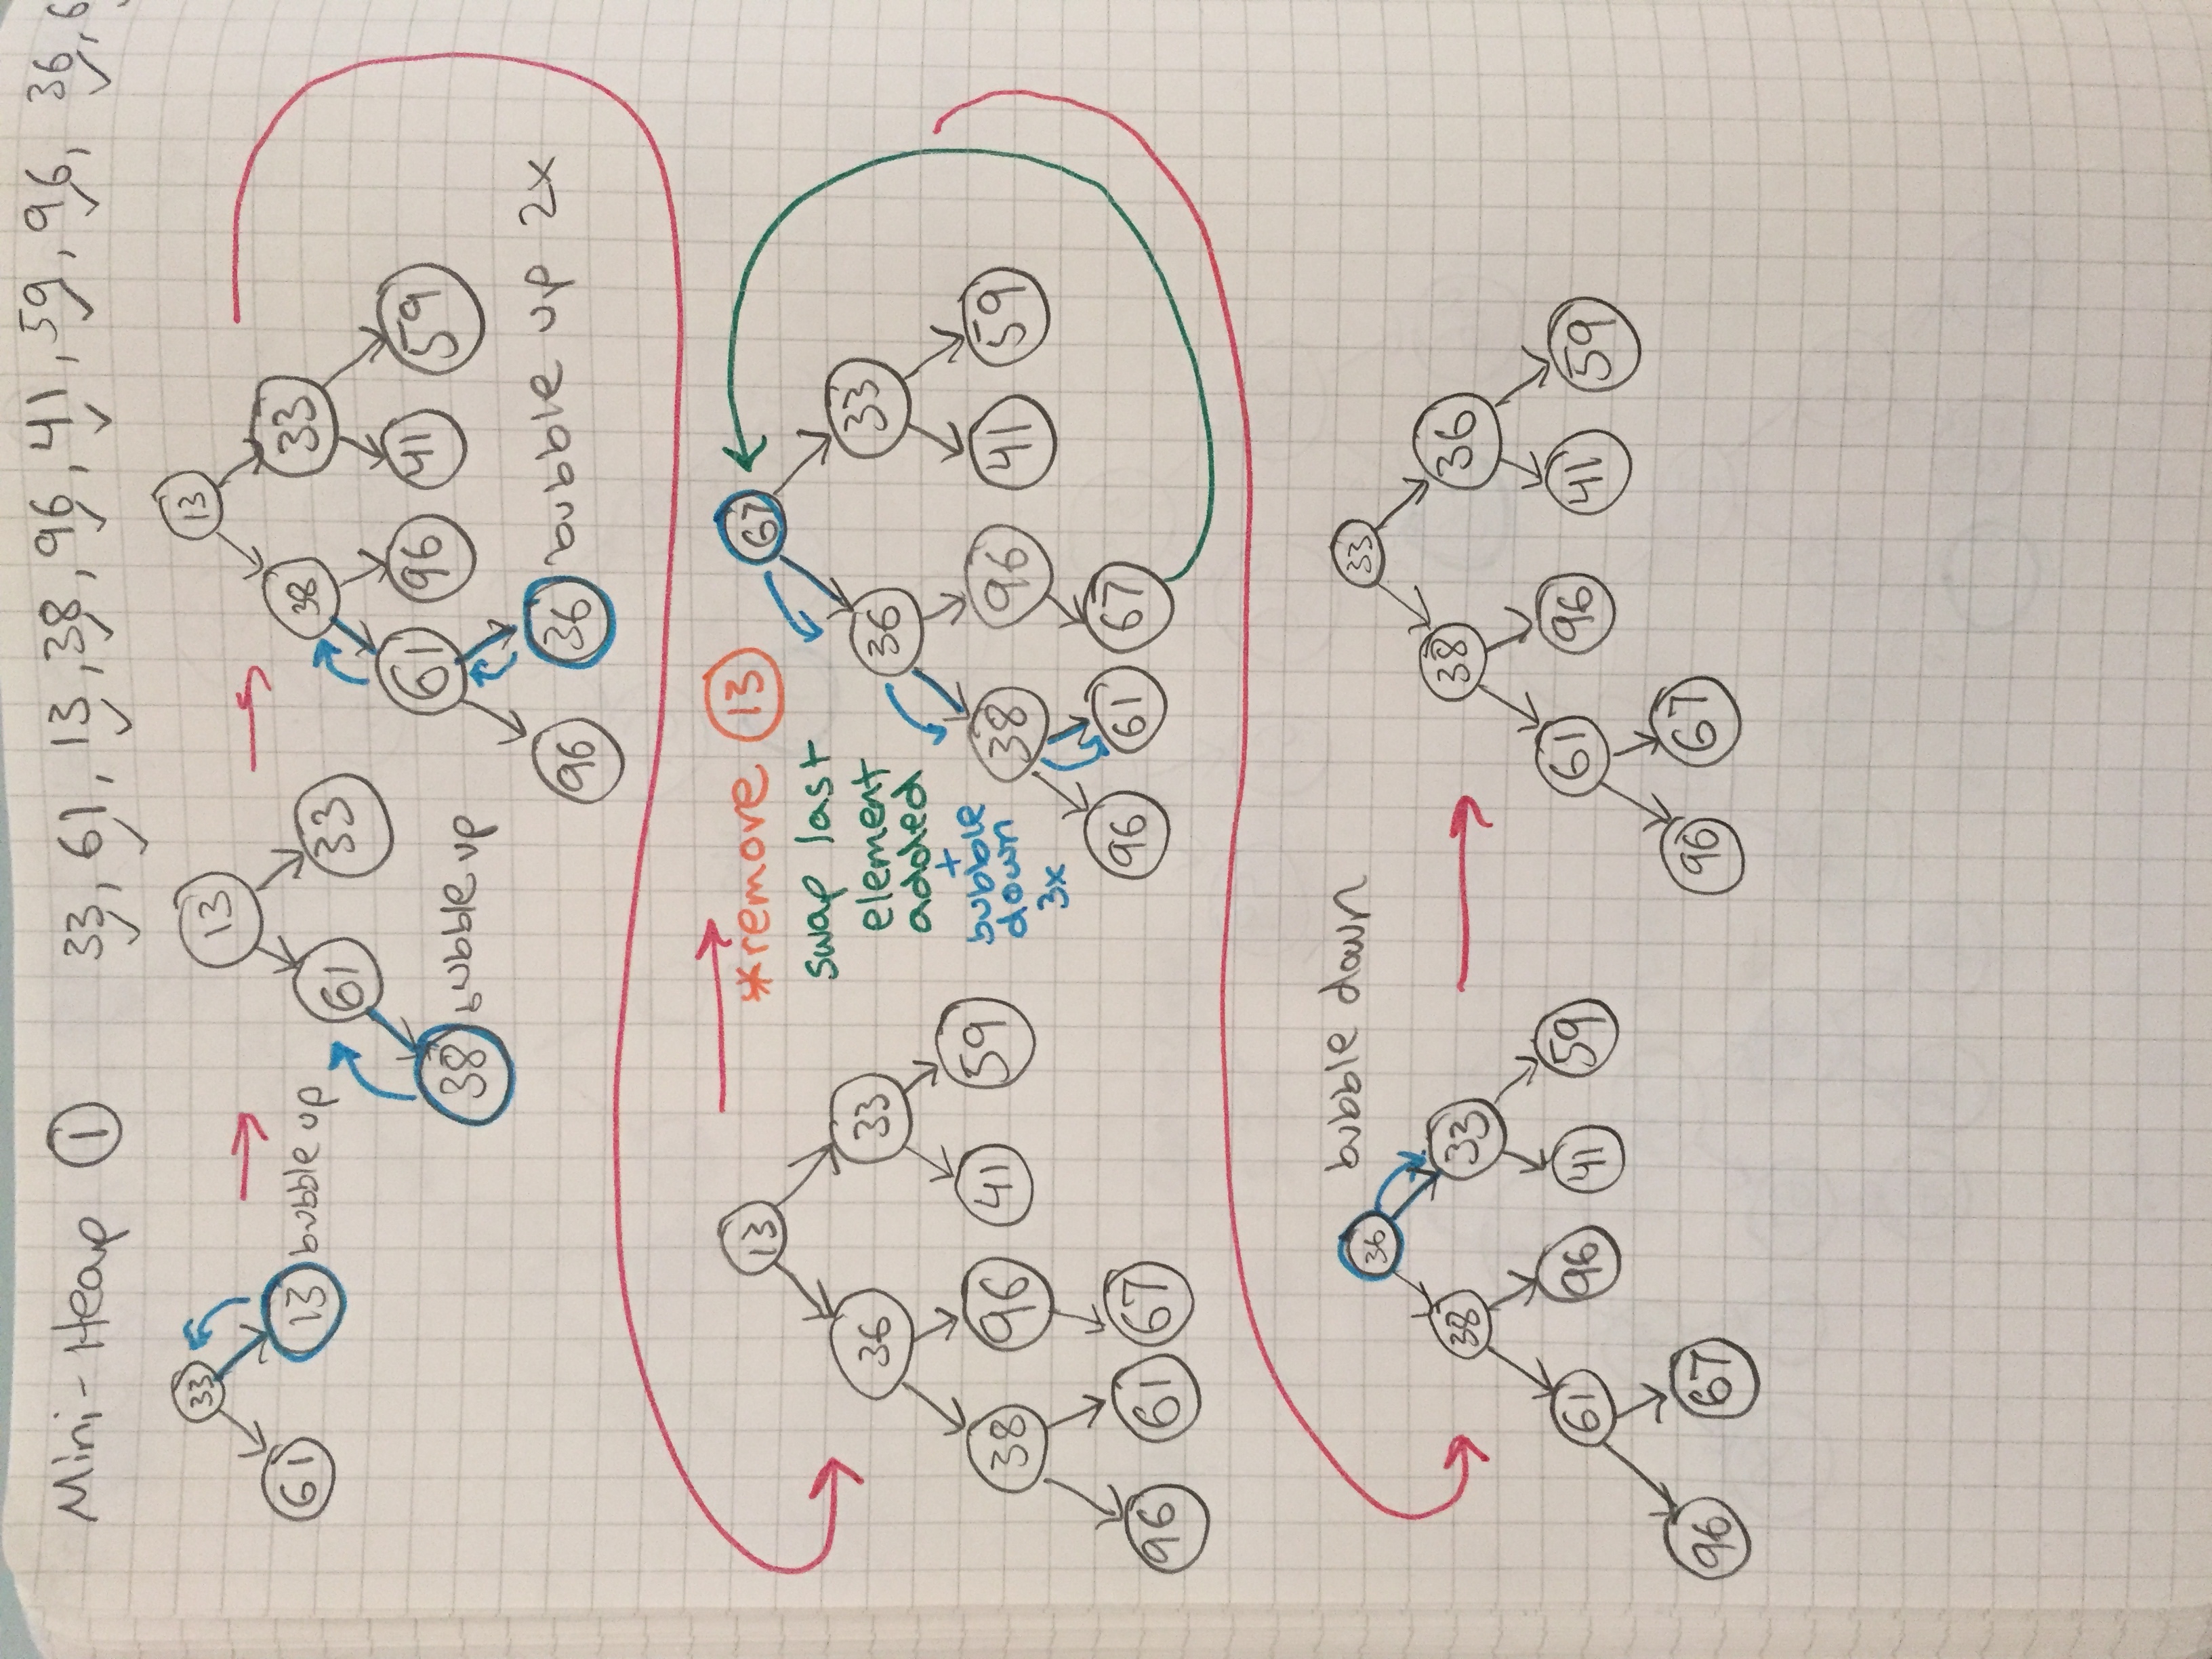 Mini-Heap ① 33, 61, 13, 38, 96, 41, 59, 96, 36, 6
33
61 13 bubble up
13
61 33
38 bubble up
13
38 33
61 96 41 59
96 36 bubble up 2x
13
36 33
38 96 41 59
96 61 67
*remove 13
swap last
element
added
+
bubble
down
3x
67
36 33
38 96 41 59
96 61 67
36 bubble down
38 33
61 96 41 59
96 67
33
38 36
61 96 41 59
96 67